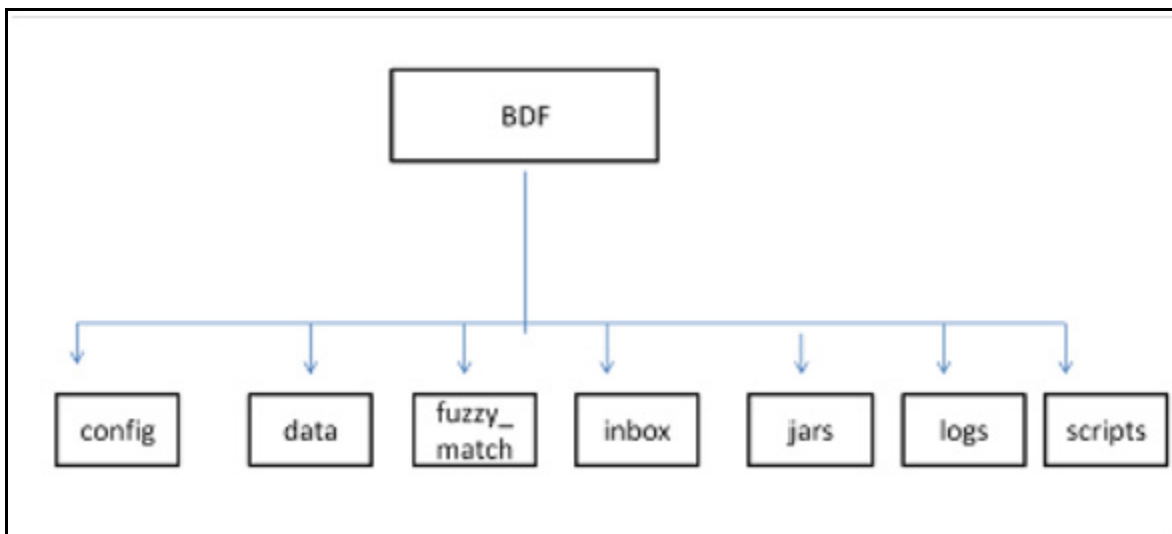 BDF
config
data
fuzzy_
match
inbox
jars
logs
scripts